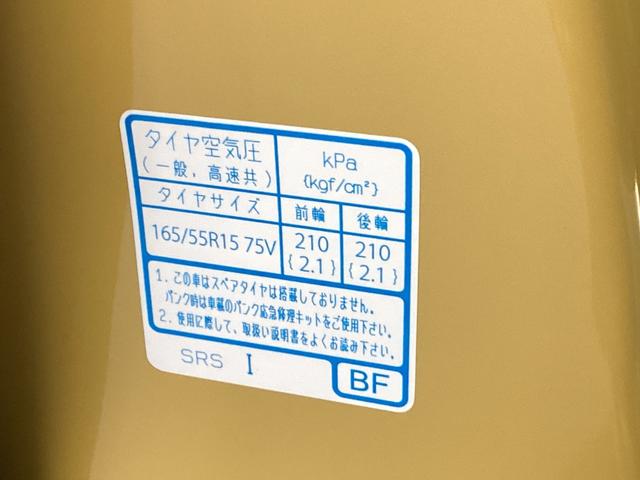 タイヤ空気圧
(一般、高速共)
kPa
{kgf/cm²}
タイヤサイズ 前輪 後輪
165/55R15 75V 210 210
{2.1} {2.1}
1. この車はスペアタイヤは搭載しておりません。
パンク時は車載のパンク応急修理キットをご使用下さい。
2. 使用に際して、取扱い説明書をよくお読み下さい。
SRS I BF